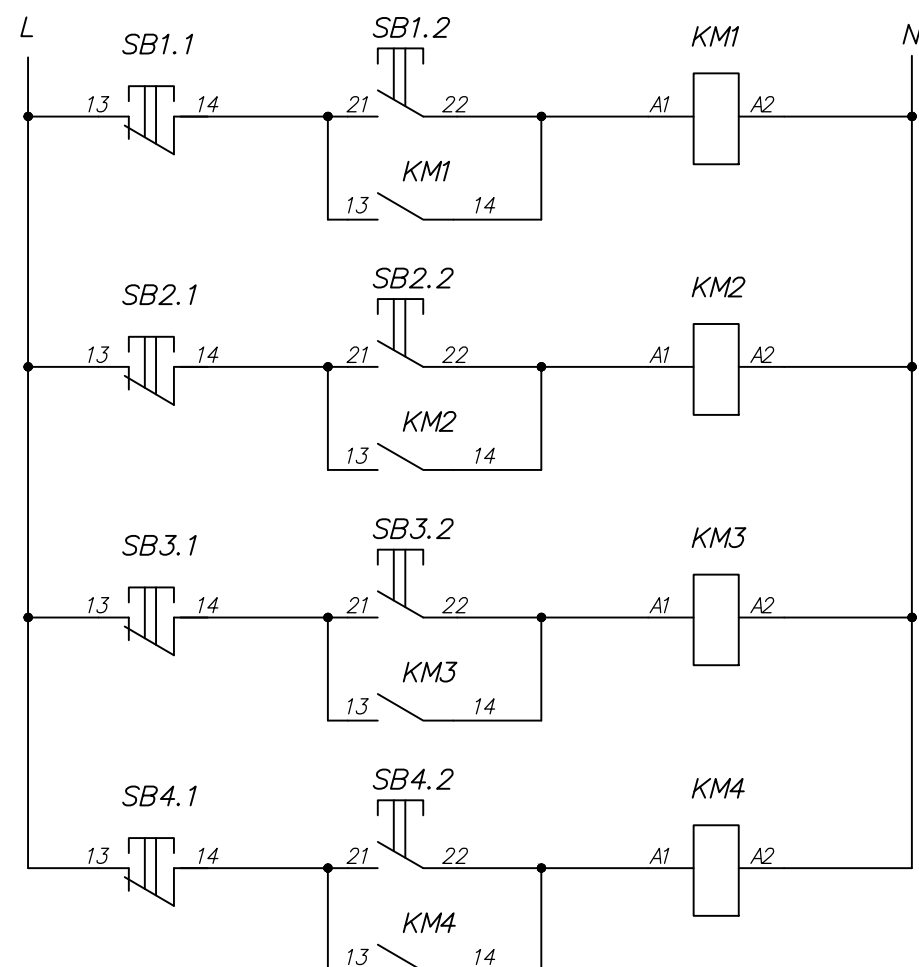 L SB1.1 SB1.2 KM1 N
13 14 21 22 A1 A2
KM1
13 14
SB2.1 SB2.2 KM2
13 14 21 22 A1 A2
KM2
13 14
SB3.1 SB3.2 KM3
13 14 21 22 A1 A2
KM3
13 14
SB4.1 SB4.2 KM4
13 14 21 22 A1 A2
KM4
13 14